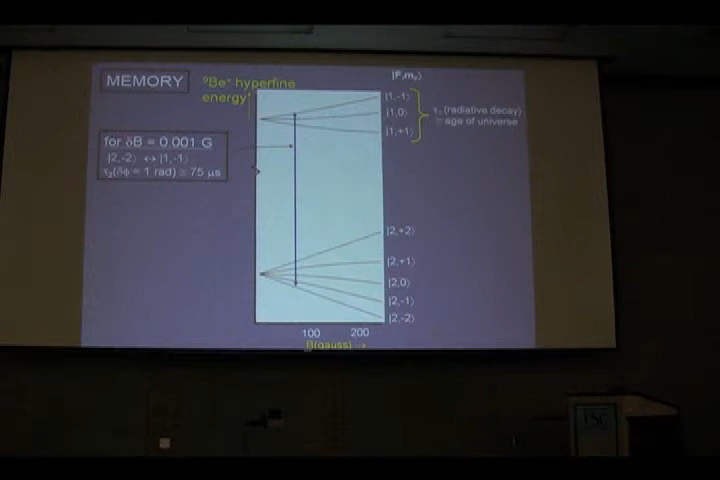 MEMORY
⁹Be⁺ hyperfine
energy
|F,m_F⟩
|1,-1⟩
|1,0⟩
|1,+1⟩
τ₁ (radiative decay)
≅ age of universe
for δB = 0.001 G
|2,-2⟩ ↔ |1,-1⟩
τ₂(δϕ = 1 rad) ≅ 75 μs
|2,+2⟩
|2,+1⟩
|2,0⟩
|2,-1⟩
|2,-2⟩
100 200
B(gauss) →